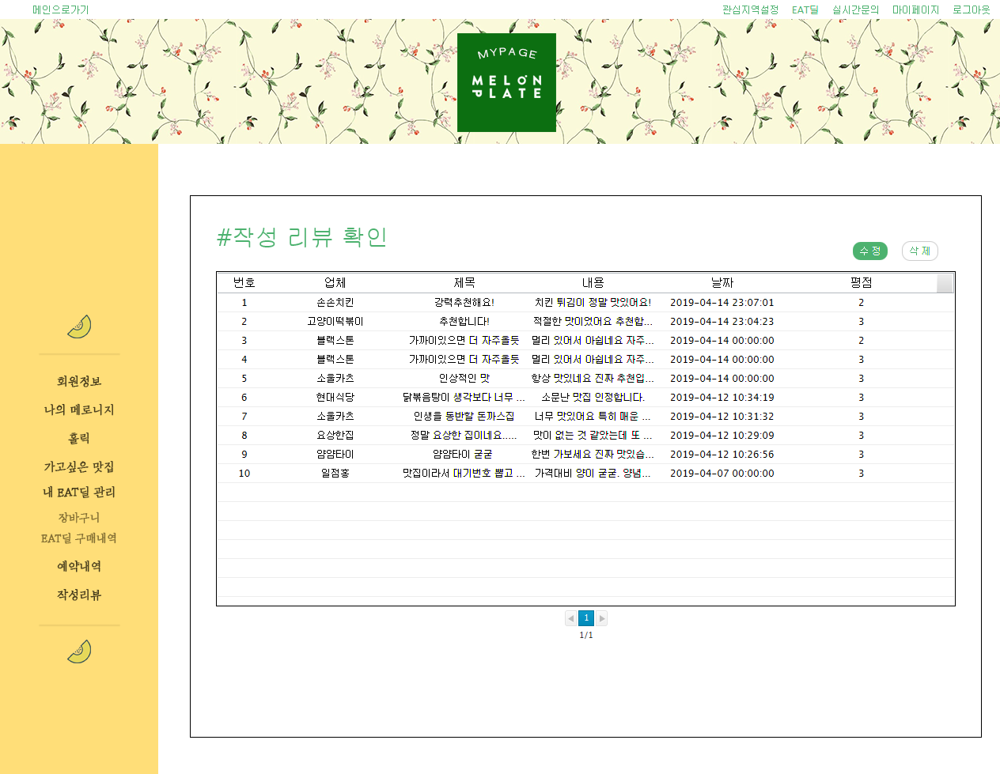 메인으로가기
관심지역설정 EAT딜 실시간문의 마이페이지 로그아웃
MYPAGE
MELON
PLATE
회원정보
나의 메로니지
홀릭
가고싶은 맛집
내 EAT딜 관리
장바구니
EAT딜 구매내역
예약내역
작성리뷰
#작성 리뷰 확인
수 정 삭 제
번호 업체 제목 내용 날짜 평점
1 손손치킨 강력추천해요! 치킨 튀김이 정말 맛있어요! 2019-04-14 23:07:01 2
2 고양이떡볶이 추천합니다! 적절한 맛이었어요 추천합... 2019-04-14 23:04:23 3
3 블랙스톤 가까이있으면 더 자주올듯 멀리 있어서 아쉽네요 자주... 2019-04-14 00:00:00 2
4 블랙스톤 가까이있으면 더 자주올듯 멀리 있어서 아쉽네요 자주... 2019-04-14 00:00:00 3
5 소울카츠 인상적인 맛 항상 맛있네요 진짜 추천입... 2019-04-14 00:00:00 3
6 현대식당 닭볶음탕이 생각보다 너무 ... 소문난 맛집 인정합니다. 2019-04-12 10:34:19 3
7 소울카츠 인생을 동반할 돈까스집 너무 맛있어요 특히 매운 ... 2019-04-12 10:31:32 3
8 요상한집 정말 요상한 집이네요..... 맛이 없는 것 같았는데 또 ... 2019-04-12 10:29:09 3
9 얌얌타이 얌얌타이 굳굳 한번 가보세요 진짜 맛있습... 2019-04-12 10:26:56 3
10 일점홍 맛집이라서 대기번호 뽑고 ... 가격대비 양이 굳굳. 양념... 2019-04-07 00:00:00 3
1
1/1